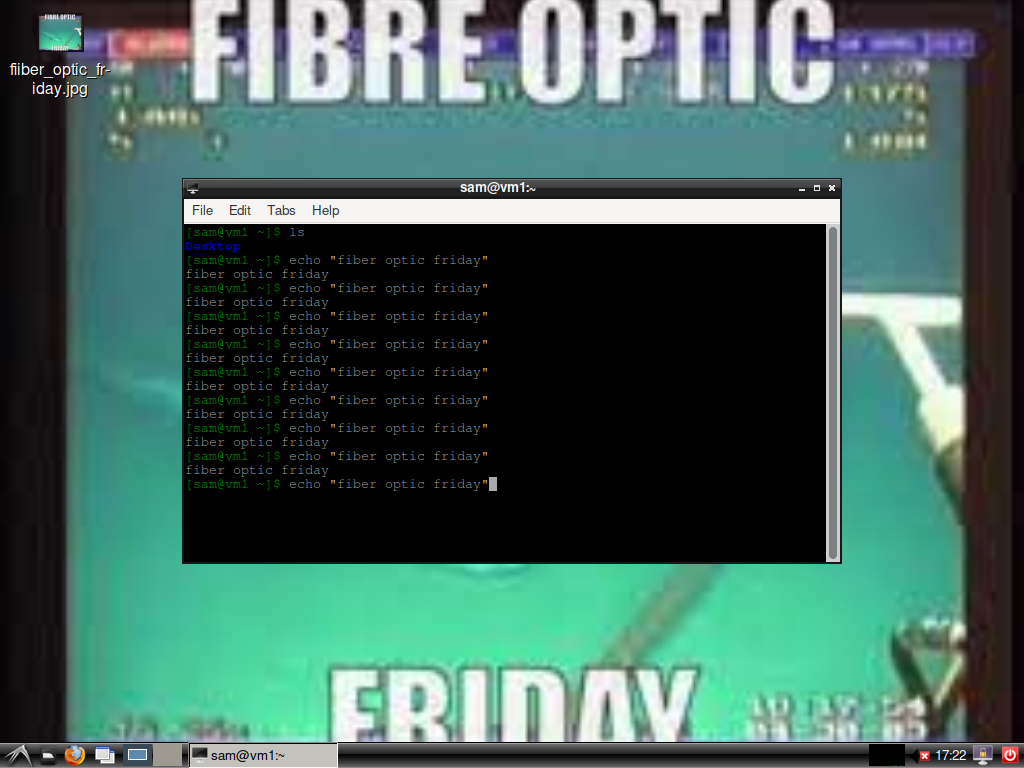 FIBRE OPTIC
fiiber_optic_fr-
iday.jpg
sam@vm1:~
File Edit Tabs Help
[sam@vm1 ~]$ ls
Desktop
[sam@vm1 ~]$ echo "fiber optic friday"
fiber optic friday
[sam@vm1 ~]$ echo "fiber optic friday"
fiber optic friday
[sam@vm1 ~]$ echo "fiber optic friday"
fiber optic friday
[sam@vm1 ~]$ echo "fiber optic friday"
fiber optic friday
[sam@vm1 ~]$ echo "fiber optic friday"
fiber optic friday
[sam@vm1 ~]$ echo "fiber optic friday"
fiber optic friday
[sam@vm1 ~]$ echo "fiber optic friday"
fiber optic friday
[sam@vm1 ~]$ echo "fiber optic friday"
fiber optic friday
[sam@vm1 ~]$ echo "fiber optic friday"
FRIDAY
sam@vm1:~
17:22